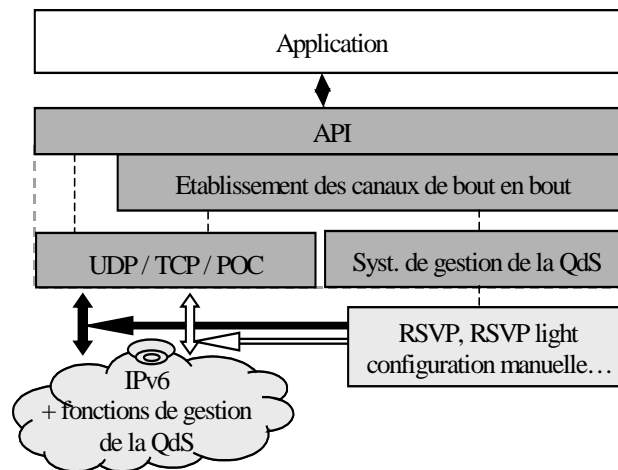 Application
API
Etablissement des canaux de bout en bout
UDP / TCP / POC
Syst. de gestion de la QdS
RSVP, RSVP light
configuration manuelle…
IPv6
+ fonctions de gestion
de la QdS